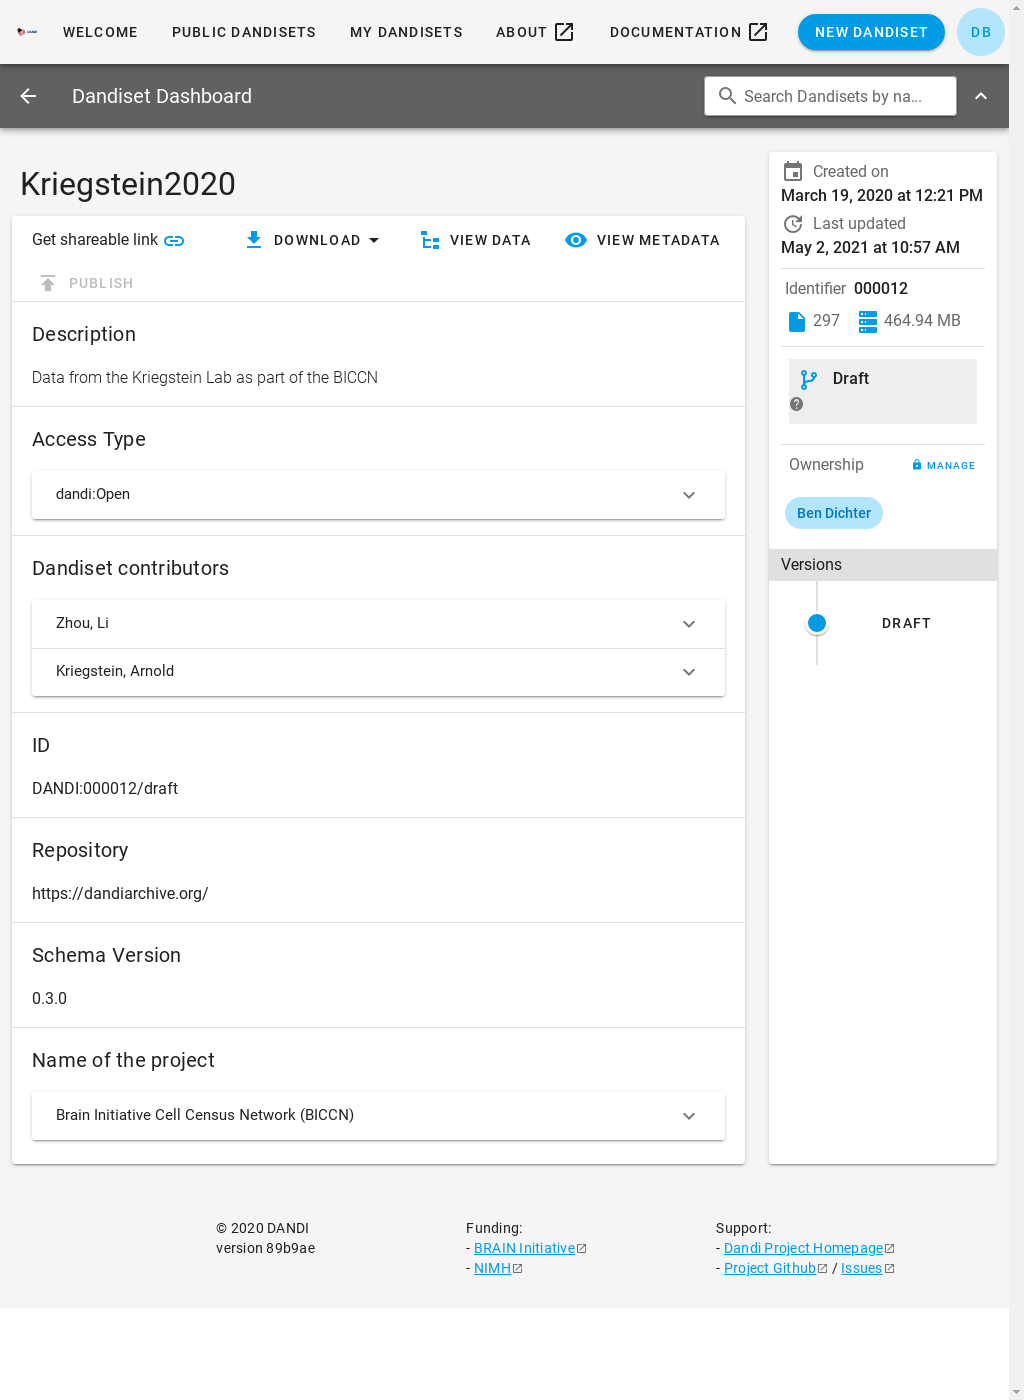 WELCOME PUBLIC DANDISETS MY DANDISETS ABOUT DOCUMENTATION NEW DANDISET DB
Dandiset Dashboard Search Dandisets by na...
Kriegstein2020
Get shareable link DOWNLOAD VIEW DATA VIEW METADATA
PUBLISH
Description
Data from the Kriegstein Lab as part of the BICCN
Access Type
dandi:Open
Dandiset contributors
Zhou, Li
Kriegstein, Arnold
ID
DANDI:000012/draft
Repository
https://dandiarchive.org/
Schema Version
0.3.0
Name of the project
Brain Initiative Cell Census Network (BICCN)
Created on
March 19, 2020 at 12:21 PM
Last updated
May 2, 2021 at 10:57 AM
Identifier 000012
297 464.94 MB
Draft
Ownership MANAGE
Ben Dichter
Versions
DRAFT
© 2020 DANDI
version 89b9ae
Funding:
- BRAIN Initiative
- NIMH
Support:
- Dandi Project Homepage
- Project Github / Issues